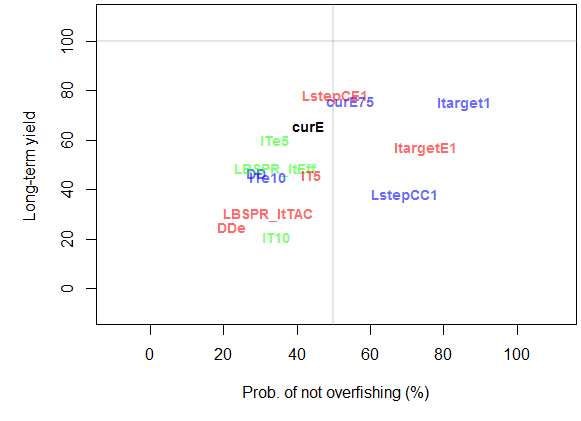 100
80
60
40
20
0
Long-term yield
LstepCE1
curE75
Itarget1
curE
ITe5
ItargetE1
LBSPR_ItEff
DD
ITe10
IT5
LstepCC1
LBSPR_ItTAC
DDe
IT10
0 20 40 60 80 100
Prob. of not overfishing (%)